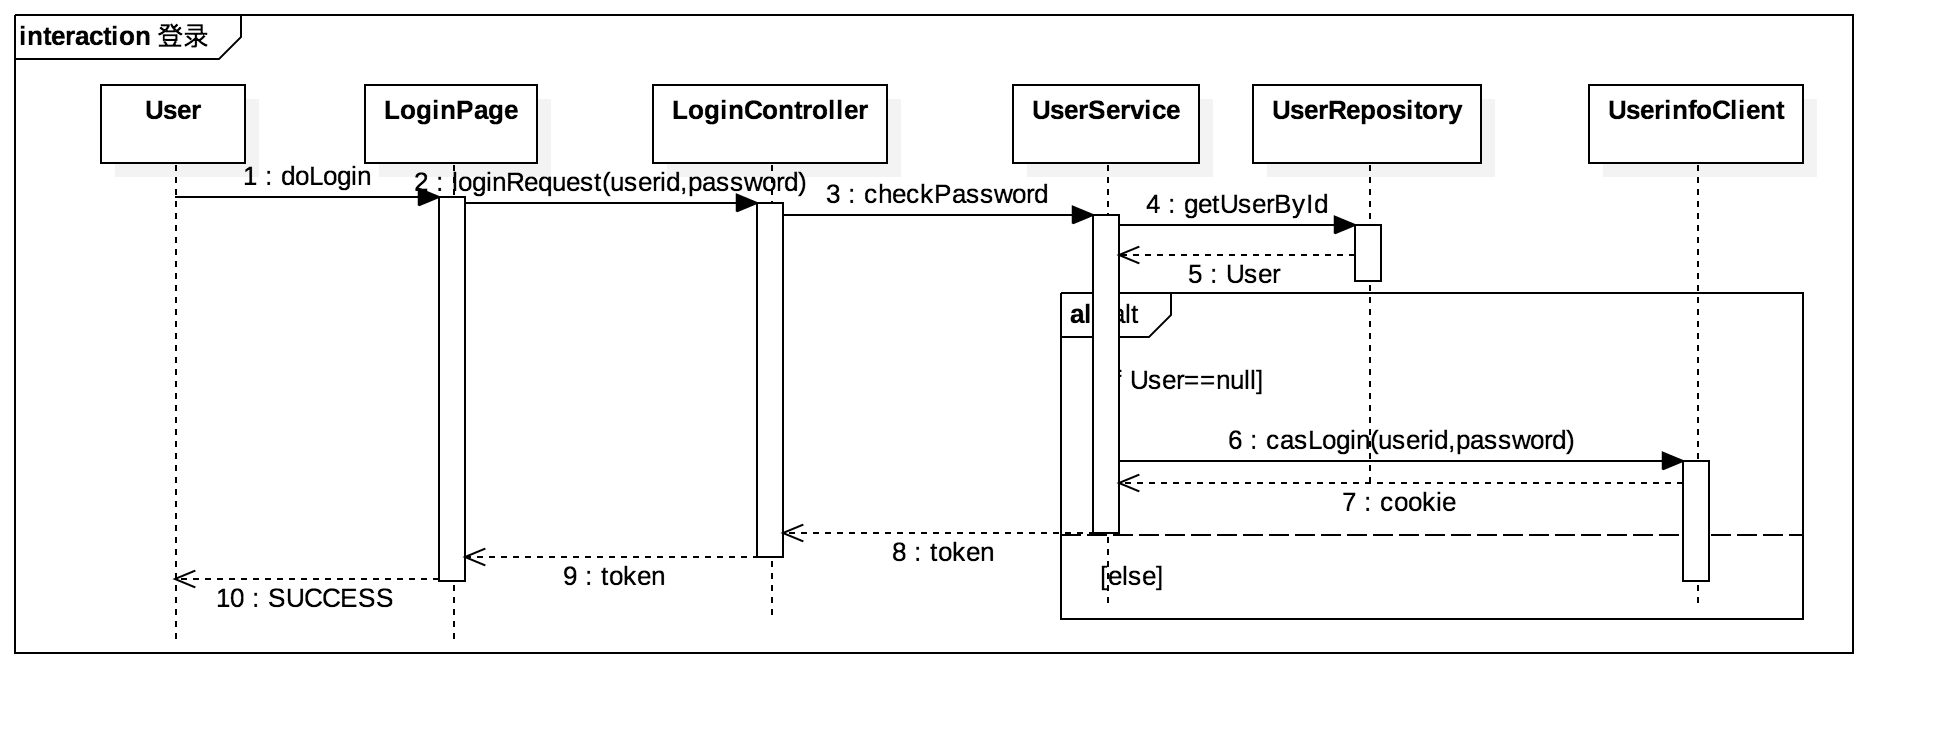 interaction 登录
User
LoginPage
LoginController
UserService
UserRepository
UserinfoClient
1 : doLogin
2 : loginRequest(userid,password)
3 : checkPassword
4 : getUserById
5 : User
alt
User==null]
6 : casLogin(userid,password)
7 : cookie
8 : token
9 : token
[else]
10 : SUCCESS